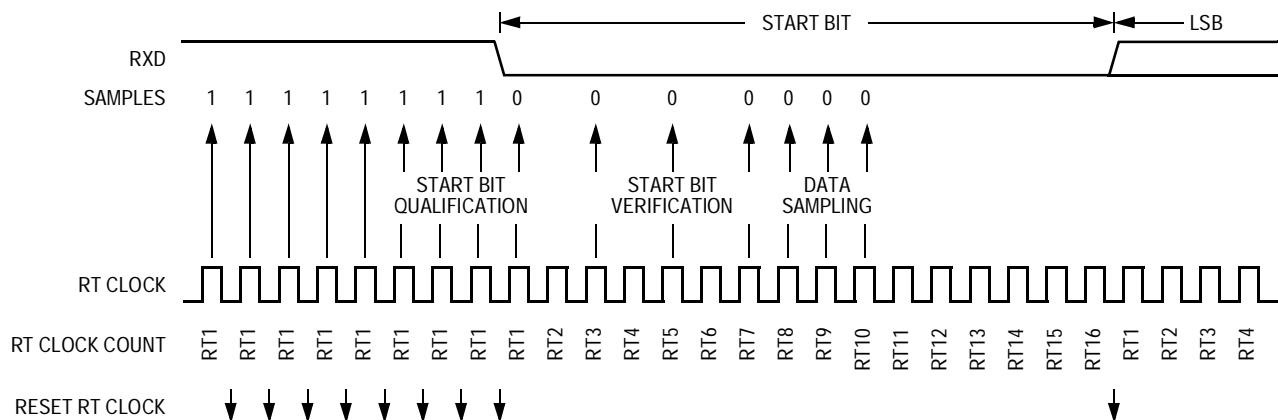 START BIT LSB
RXD
SAMPLES 1 1 1 1 1 1 1 1 0 0 0 0 0 0 0
START BIT QUALIFICATION
START BIT VERIFICATION
DATA SAMPLING
RT CLOCK
RT CLOCK COUNT RT1 RT1 RT1 RT1 RT1 RT1 RT1 RT1 RT1 RT2 RT3 RT4 RT5 RT6 RT7 RT8 RT9 RT10 RT11 RT12 RT13 RT14 RT15 RT16 RT1 RT2 RT3 RT4
RESET RT CLOCK